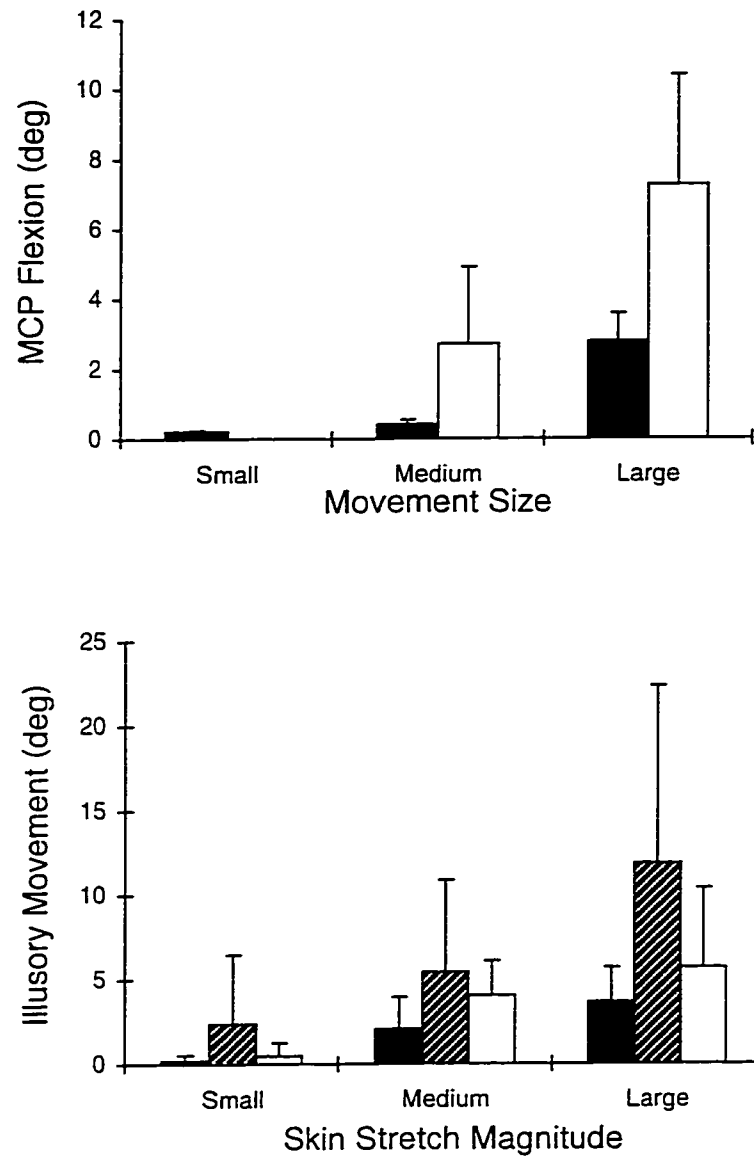 12
10
8
6
4
2
0
MCP Flexion (deg)
Small Medium Large
Movement Size
25
20
15
10
5
0
Illusory Movement (deg)
Small Medium Large
Skin Stretch Magnitude